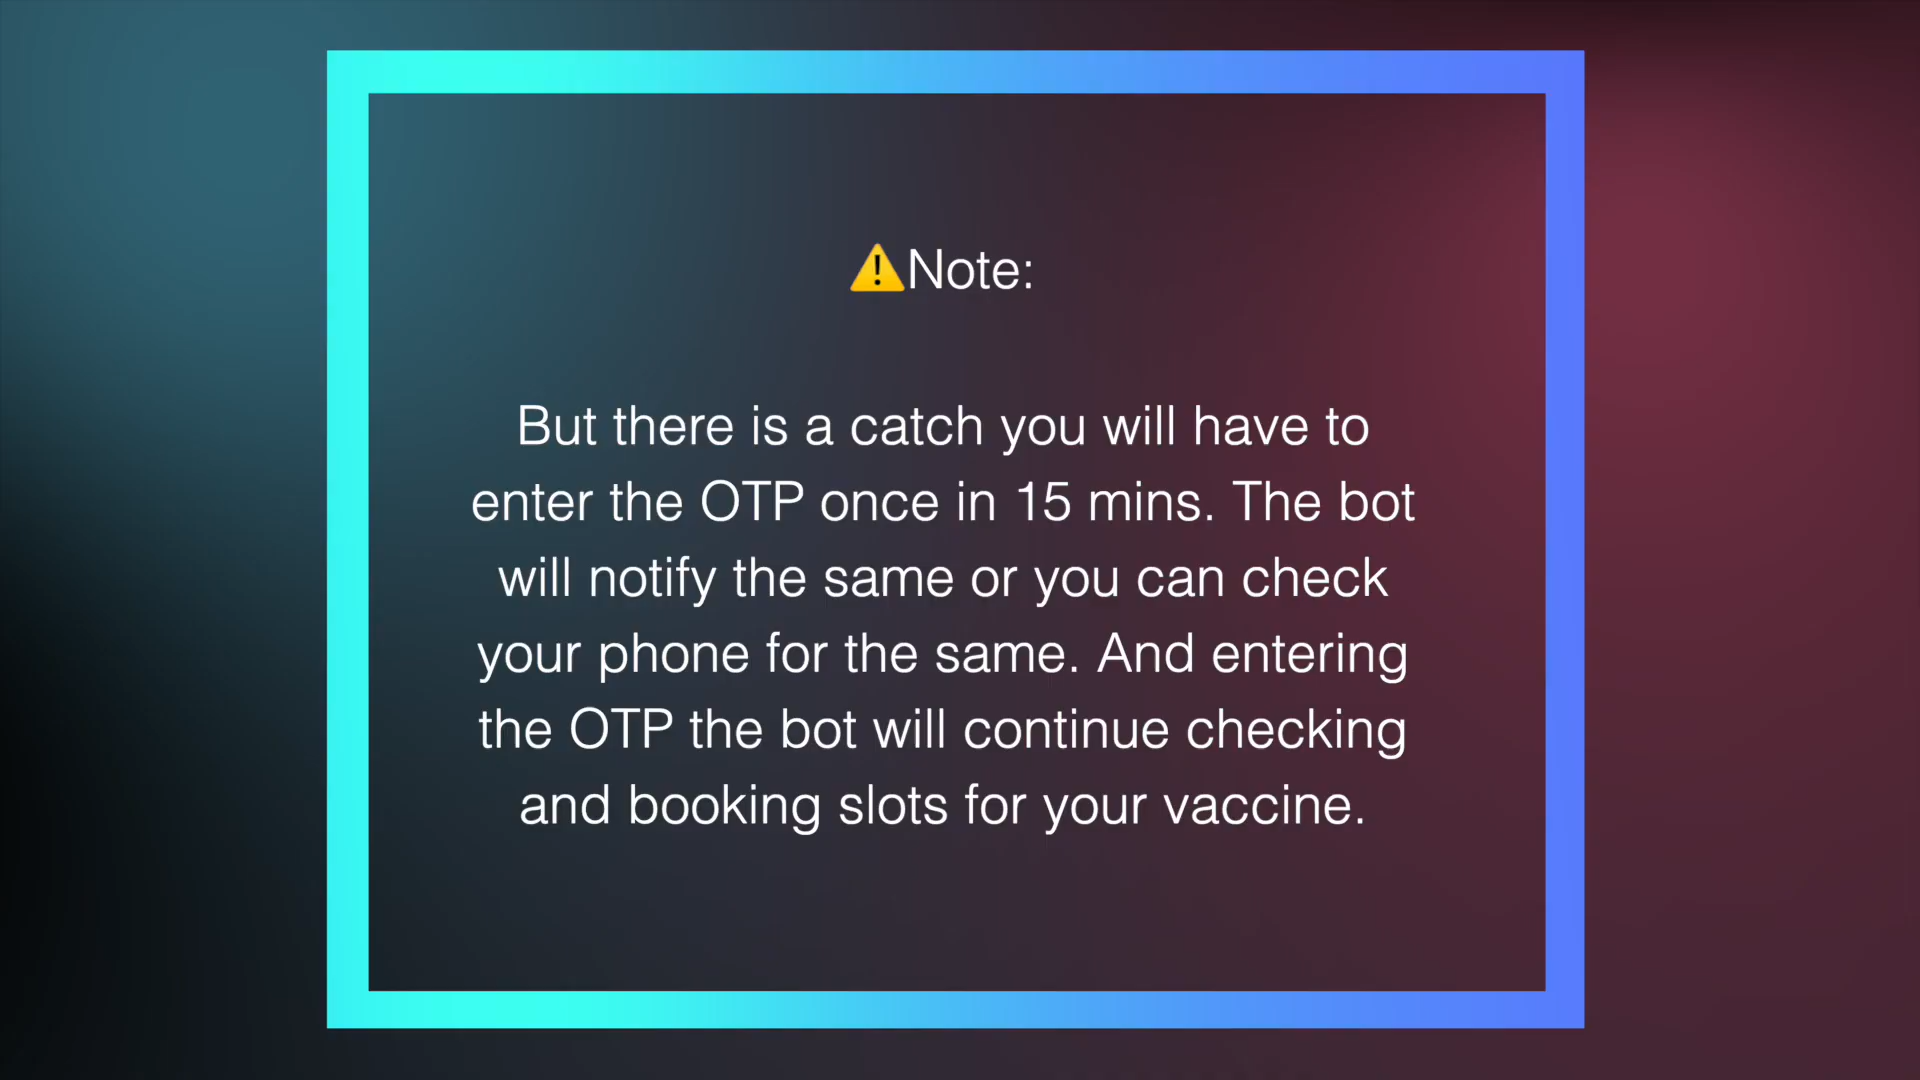 ⚠️Note:
But there is a catch you will have to
enter the OTP once in 15 mins. The bot
will notify the same or you can check
your phone for the same. And entering
the OTP the bot will continue checking
and booking slots for your vaccine.